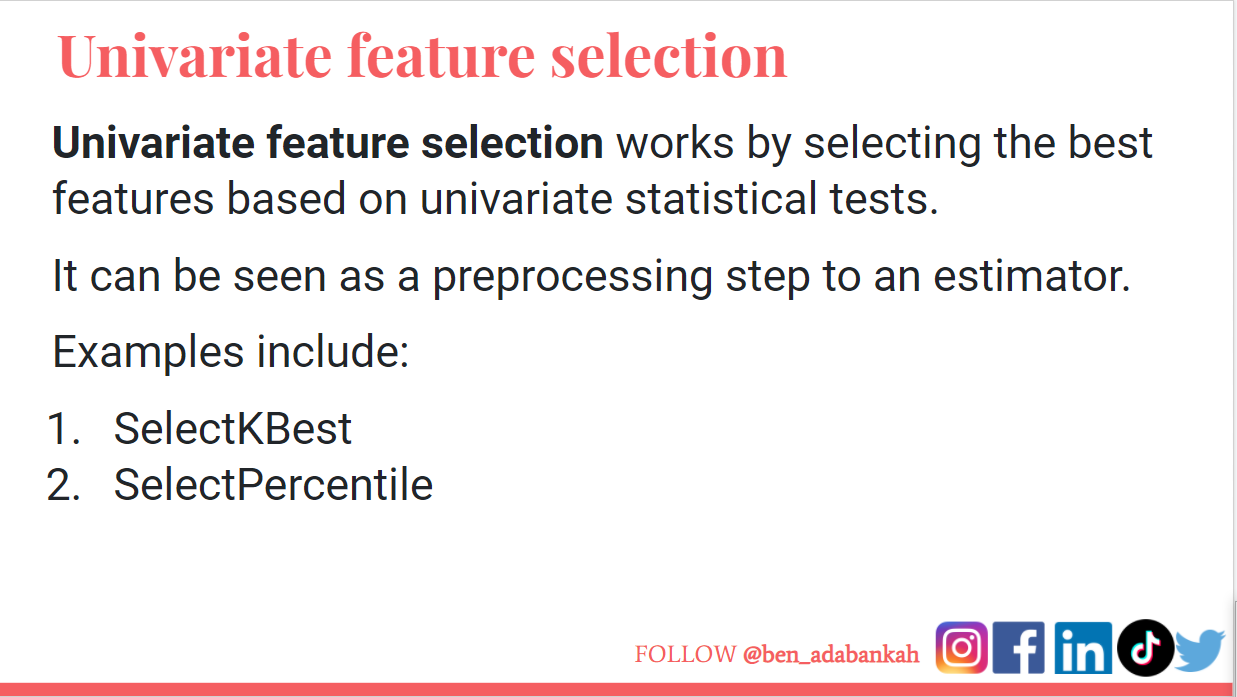 Univariate feature selection
Univariate feature selection works by selecting the best
features based on univariate statistical tests.
It can be seen as a preprocessing step to an estimator.
Examples include:
1. SelectKBest
2. SelectPercentile
FOLLOW @ben_adabankah
in